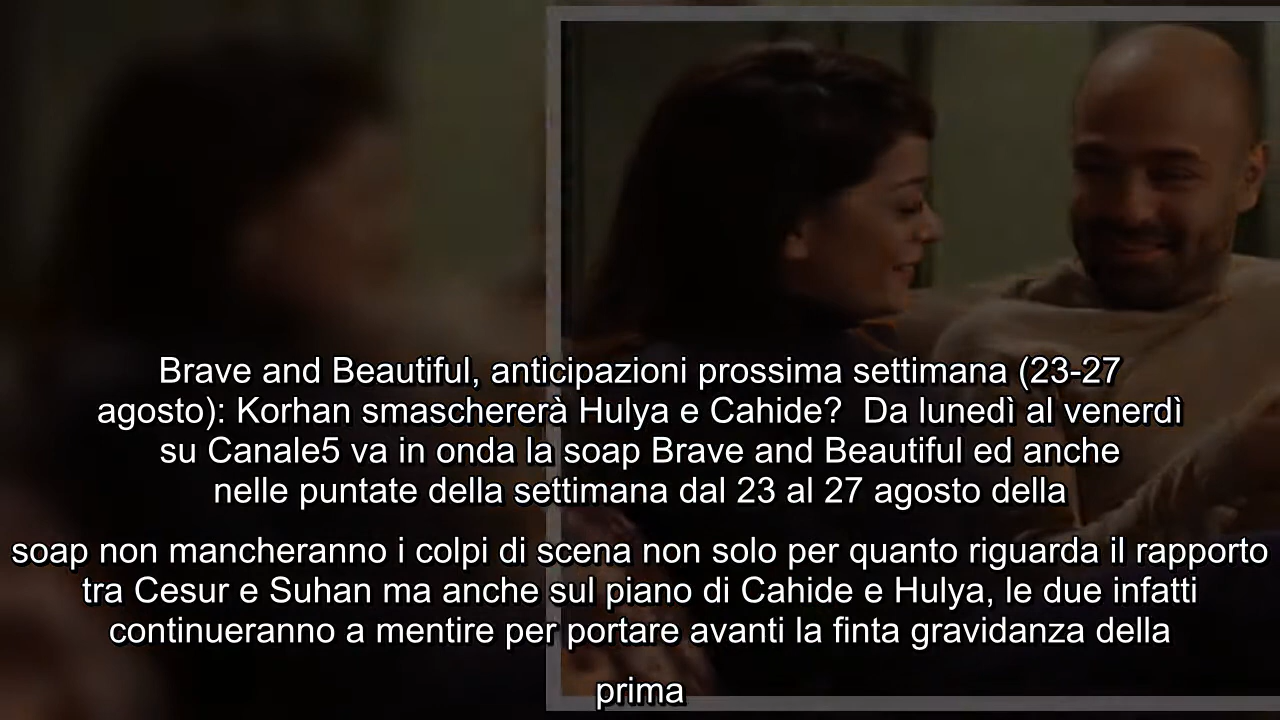 Brave and Beautiful, anticipazioni prossima settimana (23-27
agosto): Korhan smaschererà Hulya e Cahide?  Da lunedì al venerdì
su Canale5 va in onda la soap Brave and Beautiful ed anche
nelle puntate della settimana dal 23 al 27 agosto della
soap non mancheranno i colpi di scena non solo per quanto riguarda il rapporto
tra Cesur e Suhan ma anche sul piano di Cahide e Hulya, le due infatti
continueranno a mentire per portare avanti la finta gravidanza della
prima